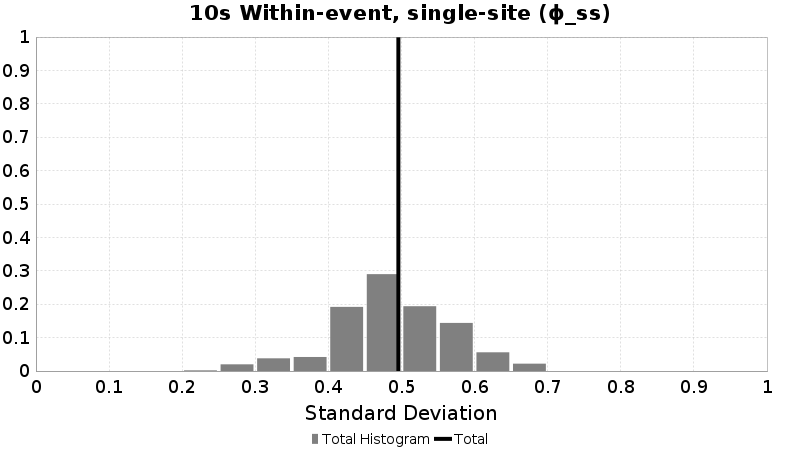 10s Within-event, single-site (ϕ_ss)
1
0.9
0.8
0.7
0.6
0.5
0.4
0.3
0.2
0.1
0
0 0.1 0.2 0.3 0.4 0.5 0.6 0.7 0.8 0.9 1
Standard Deviation
Total Histogram Total